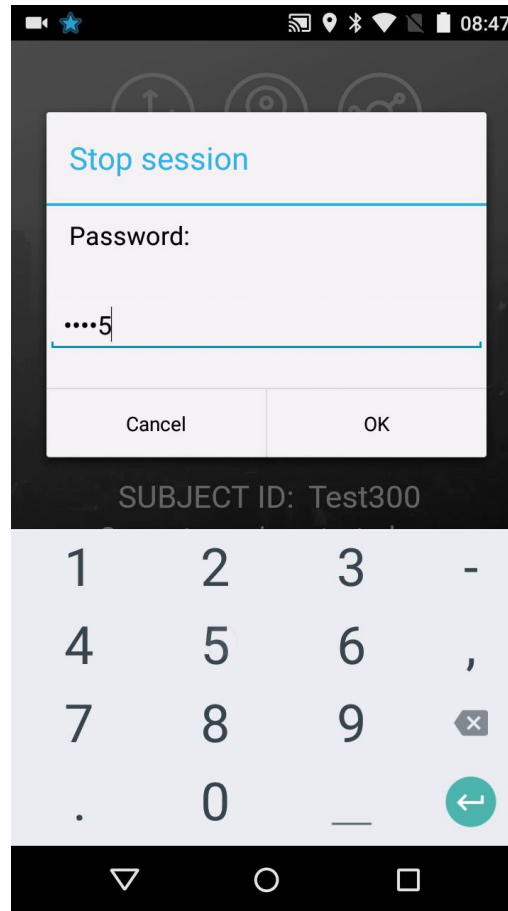 08:47
Stop session
Password:
••••5
Cancel OK
SUBJECT ID: Test300
1 2 3 -
4 5 6 ,
7 8 9
. 0 _